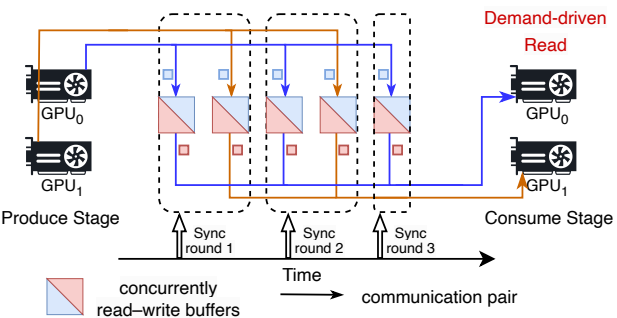 Demand-driven
Read
GPU0
GPU0
GPU1
GPU1
Produce Stage
Consume Stage
Sync
round 1
Sync
round 2
Sync
round 3
Time
concurrently
read–write buffers
communication pair